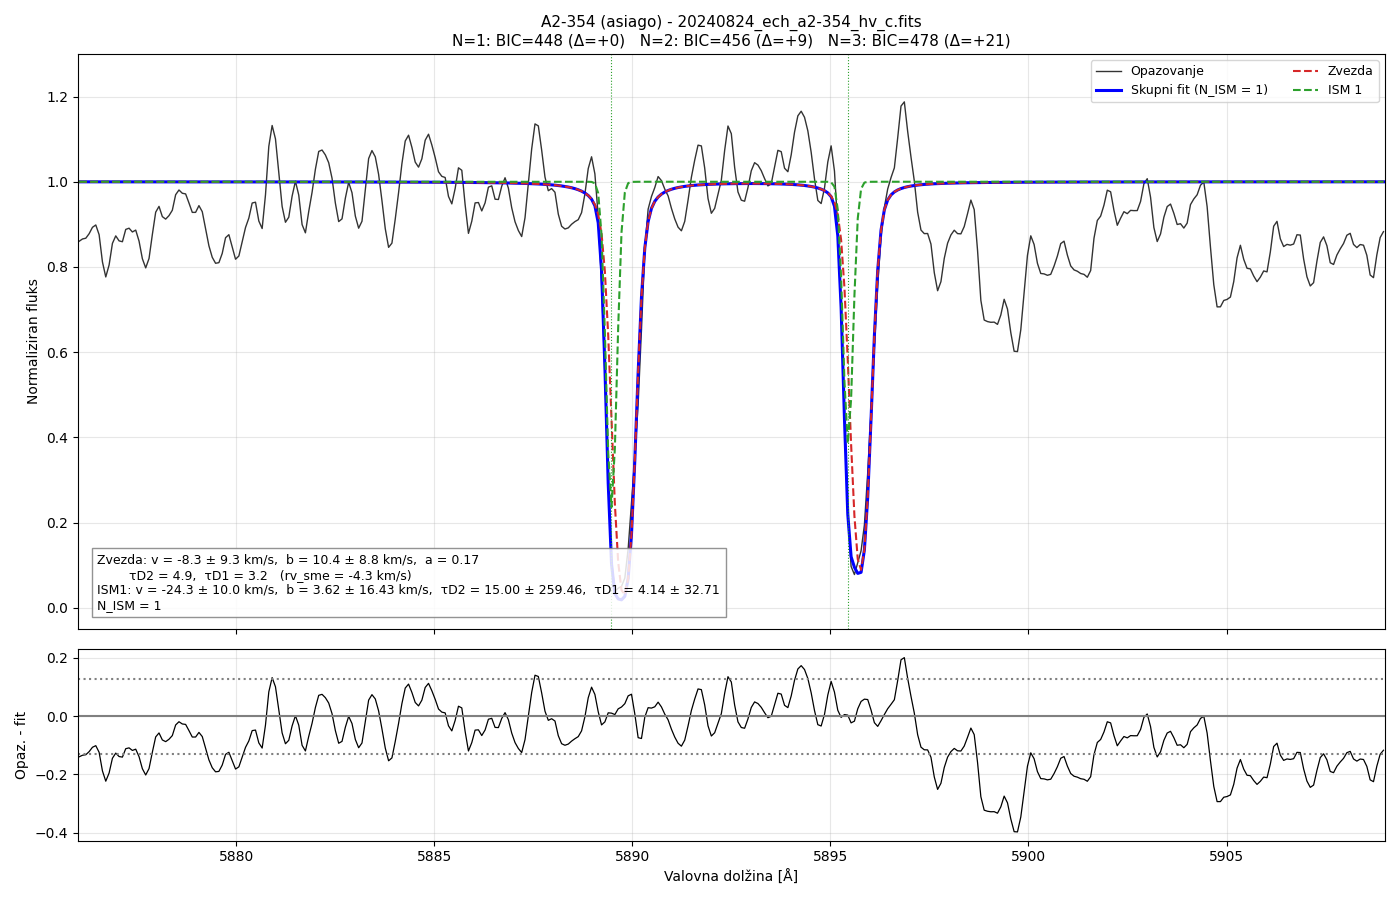 A2-354 (asiago) - 20240824_ech_a2-354_hv_c.fits
N=1: BIC=448 (Δ=+0)   N=2: BIC=456 (Δ=+9)   N=3: BIC=478 (Δ=+21)
Opazovanje
Skupni fit (N_ISM = 1)
Zvezda
ISM 1
Normaliziran fluks
1.2
1.0
0.8
0.6
0.4
0.2
0.0
Zvezda: v = -8.3 ± 9.3 km/s,  b = 10.4 ± 8.8 km/s,  a = 0.17
τD2 = 4.9,  τD1 = 3.2   (rv_sme = -4.3 km/s)
ISM1: v = -24.3 ± 10.0 km/s,  b = 3.62 ± 16.43 km/s,  τD2 = 15.00 ± 259.46,  τD1 = 4.14 ± 32.71
N_ISM = 1
Opaz. - fit
0.2
0.0
−0.2
−0.4
5880
5885
5890
5895
5900
5905
Valovna dolžina [Å]